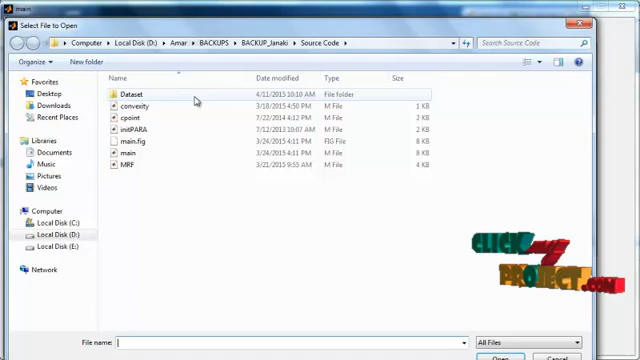 main
Select File to Open
Computer ▸ Local Disk (D:) ▸ Amar ▸ BACKUPS ▸ BACKUP_Janaki ▸ Source Code ▸
Search Source Code
Organize
New folder
Name
Date modified
Type
Size
Favorites
Desktop
Downloads
Recent Places
Libraries
Documents
Music
Pictures
Videos
Computer
Local Disk (C:)
Local Disk (D:)
Local Disk (E:)
Network
Dataset 4/11/2015 10:10 AM File folder
convexity 3/18/2015 4:50 PM M File 1 KB
cpoint 7/22/2014 4:12 PM M File 2 KB
initPARA 7/12/2013 10:07 AM M File 2 KB
main.fig 3/24/2015 4:11 PM FIG File 8 KB
main 3/24/2015 4:11 PM M File 8 KB
MRF 3/21/2015 9:55 AM M File 4 KB
CLICK MY
PROJECT.COM
File name:
All Files
Open
Cancel